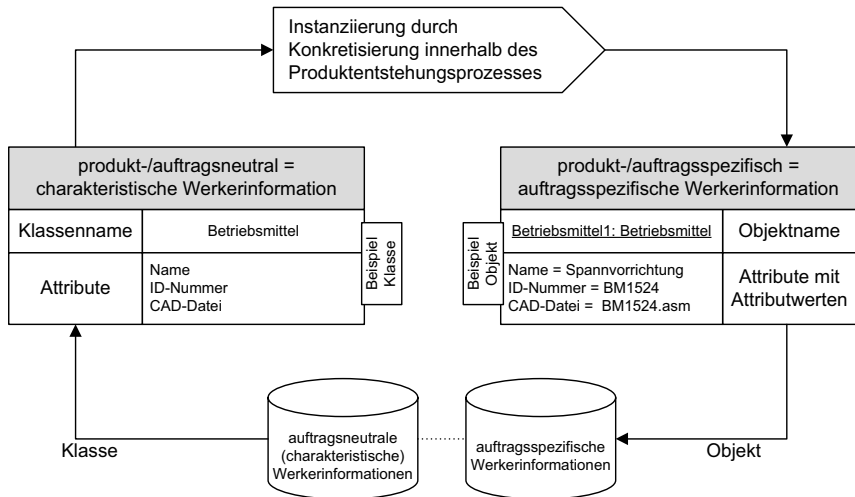 Instanziierung durch
Konkretisierung innerhalb des
Produktentstehungsprozesses
produkt-/auftragsneutral =
charakteristische Werkerinformation
Klassenname
Betriebsmittel
Attribute
Name
ID-Nummer
CAD-Datei
Beispiel
Klasse
produkt-/auftragsspezifisch =
auftragsspezifische Werkerinformation
Beispiel
Objekt
Betriebsmittel1: Betriebsmittel
Objektname
Name = Spannvorrichtung
ID-Nummer = BM1524
CAD-Datei = BM1524.asm
Attribute mit
Attributwerten
Klasse
auftragsneutrale
(charakteristische)
Werkerinformationen
auftragsspezifische
Werkerinformationen
Objekt